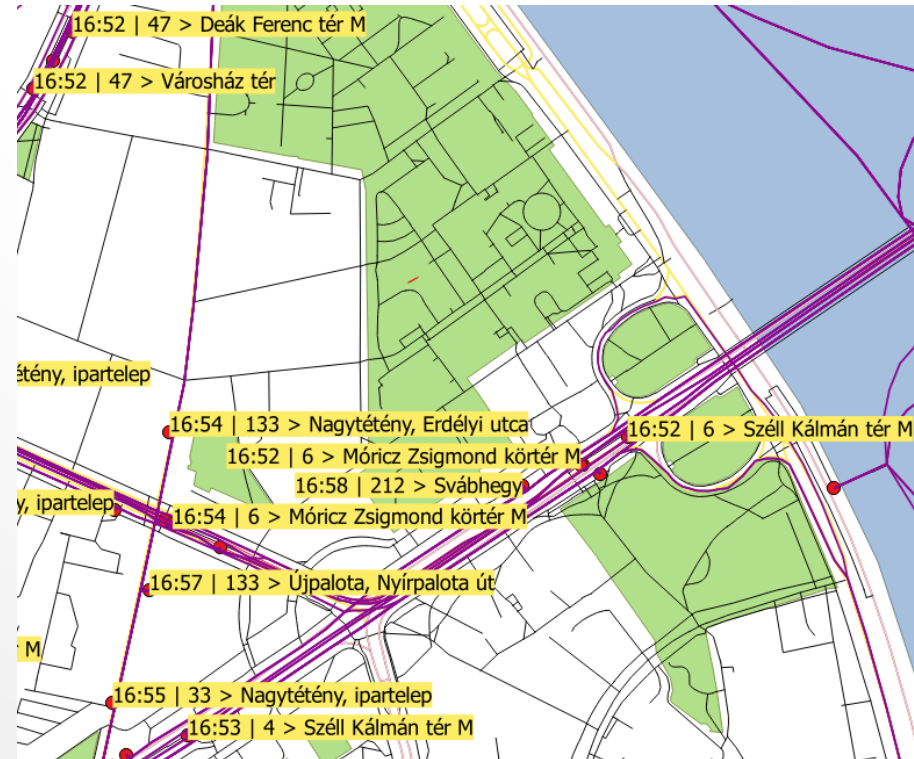 16:52 | 47 > Deák Ferenc tér M
16:52 | 47 > Városház tér
étény, ipartelep
16:54 | 133 > Nagytétény, Erdélyi utca
16:52 | 6 > Széll Kálmán tér M
16:52 | 6 > Móricz Zsigmond körtér M
16:58 | 212 > Svábhegy
y, ipartelep
16:54 | 6 > Móricz Zsigmond körtér M
16:57 | 133 > Újpalota, Nyírpalota út
M
16:55 | 33 > Nagytétény, ipartelep
16:53 | 4 > Széll Kálmán tér M